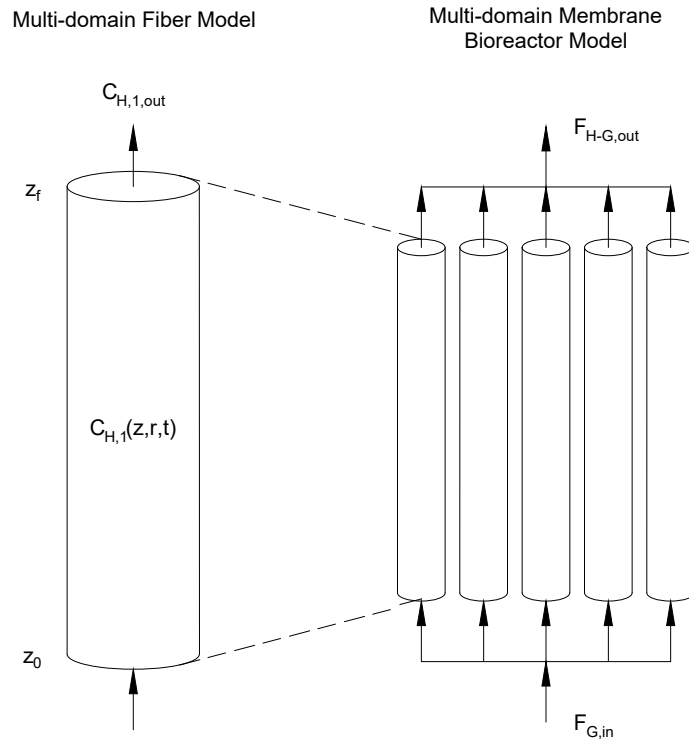 Multi-domain Fiber Model
Multi-domain Membrane
Bioreactor Model
C_{H,1,out}
F_{H-G,out}
z_f
C_{H,1}(z,r,t)
z_0
F_{G,in}